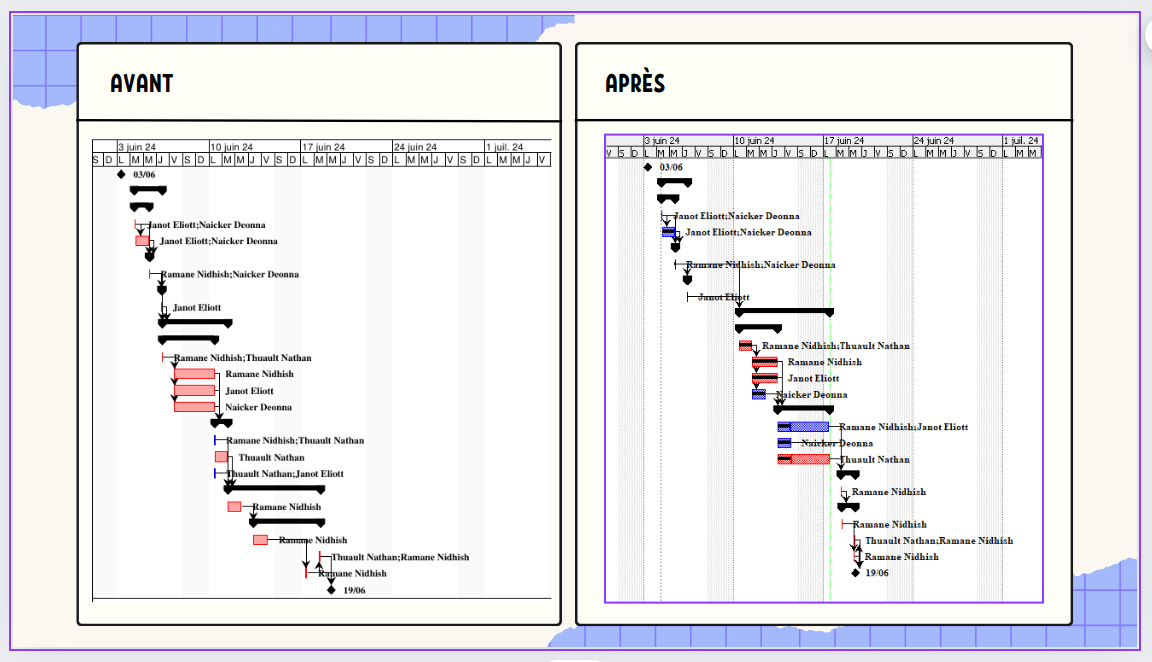 AVANT
3 juin 24 10 juin 24 17 juin 24 24 juin 24 1 juil. 24
S D L M M J V S D L M M J V S D L M M J V S D L M M J V S D L M M J V
03/06
Janot Eliott;Naicker Deonna
Janot Eliott;Naicker Deonna
Ramane Nidhish;Naicker Deonna
Janot Eliott
Ramane Nidhish;Thuault Nathan
Ramane Nidhish
Janot Eliott
Naicker Deonna
Ramane Nidhish;Thuault Nathan
Thuault Nathan
Thuault Nathan;Janot Eliott
Ramane Nidhish
Ramane Nidhish
Thuault Nathan;Ramane Nidhish
Ramane Nidhish
19/06
APRÈS
3 juin 24 10 juin 24 17 juin 24 24 juin 24 1 juil. 24
V S D L M M J V S D L M M J V S D L M M J V S D L M M J V S D L M M
03/06
Janot Eliott;Naicker Deonna
Janot Eliott;Naicker Deonna
Ramane Nidhish;Naicker Deonna
Janot Eliott
Ramane Nidhish;Thuault Nathan
Ramane Nidhish
Janot Eliott
Naicker Deonna
Ramane Nidhish;Janot Eliott
Naicker Deonna
Thuault Nathan
Ramane Nidhish
Ramane Nidhish
Thuault Nathan;Ramane Nidhish
Ramane Nidhish
19/06